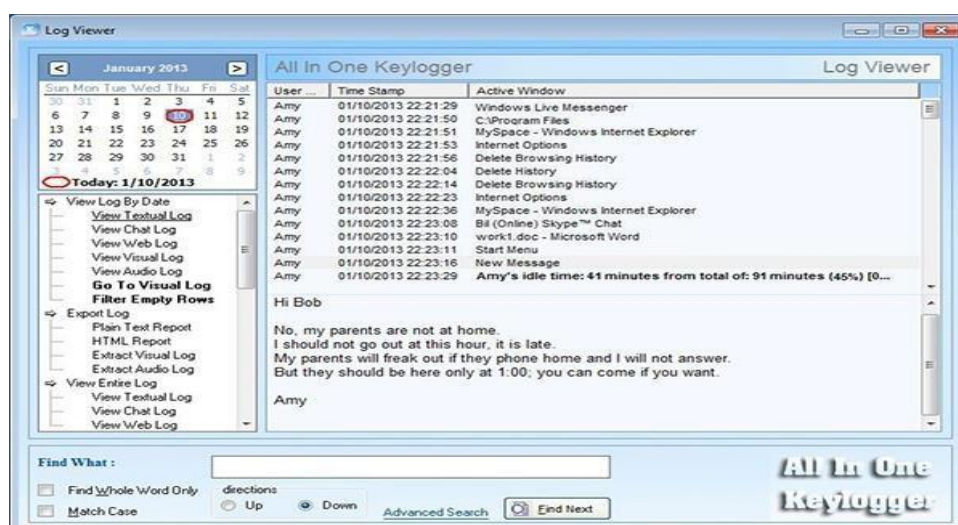 Log Viewer
January 2013
Sun Mon Tue Wed Thu Fri Sat
30 31 1 2 3 4 5
6 7 8 9 10 11 12
13 14 15 16 17 18 19
20 21 22 23 24 25 26
27 28 29 30 31 1 2
3 4 5 6 7 8 9
Today: 1/10/2013
View Log By Date
View Textual Log
View Chat Log
View Web Log
View Visual Log
View Audio Log
Go To Visual Log
Filter Empty Rows
Export Log
Plain Text Report
HTML Report
Extract Visual Log
Extract Audio Log
View Entire Log
View Textual Log
View Chat Log
View Web Log
All In One Keylogger Log Viewer
User ... Time Stamp Active Window
Amy 01/10/2013 22:21:29 Windows Live Messenger
Amy 01/10/2013 22:21:50 C:\Program Files
Amy 01/10/2013 22:21:51 MySpace - Windows Internet Explorer
Amy 01/10/2013 22:21:53 Internet Options
Amy 01/10/2013 22:21:56 Delete Browsing History
Amy 01/10/2013 22:22:04 Delete History
Amy 01/10/2013 22:22:14 Delete Browsing History
Amy 01/10/2013 22:22:23 Internet Options
Amy 01/10/2013 22:22:36 MySpace - Windows Internet Explorer
Amy 01/10/2013 22:23:08 Bil (Online) Skype™ Chat
Amy 01/10/2013 22:23:10 work1.doc - Microsoft Word
Amy 01/10/2013 22:23:11 Start Menu
Amy 01/10/2013 22:23:16 New Message
Amy 01/10/2013 22:23:29 Amy's idle time: 41 minutes from total of: 91 minutes (45%) [0...
Hi Bob
No, my parents are not at home.
I should not go out at this hour, it is late.
My parents will freak out if they phone home and I will not answer.
But they should be here only at 1:00; you can come if you want.
Amy
Find What :
Find Whole Word Only
Match Case
directions
Up Down
Advanced Search
Find Next
All In One
Keylogger